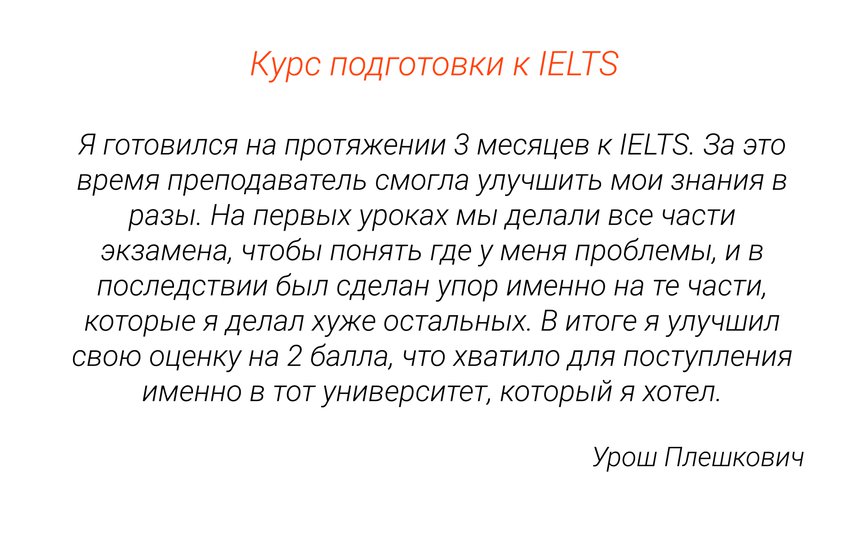 Курс подготовки к IELTS
Я готовился на протяжении 3 месяцев к IELTS. За это
время преподаватель смогла улучшить мои знания в
разы. На первых уроках мы делали все части
экзамена, чтобы понять где у меня проблемы, и в
последствии был сделан упор именно на те части,
которые я делал хуже остальных. В итоге я улучшил
свою оценку на 2 балла, что хватило для поступления
именно в тот университет, который я хотел.
Урош Плешкович